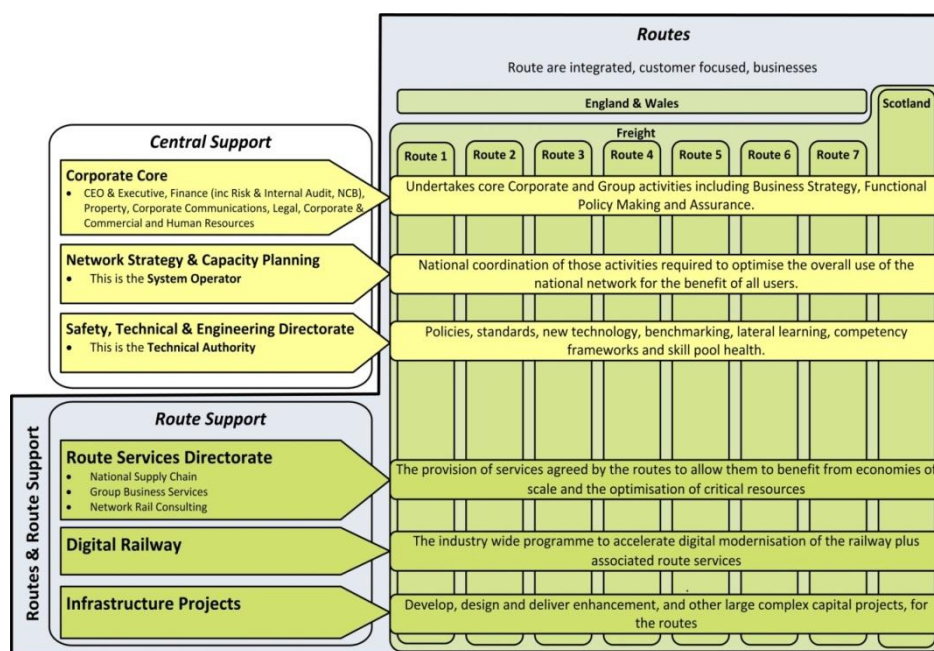 Routes
Route are integrated, customer focused, businesses
England & Wales
Scotland
Freight
Route 1
Route 2
Route 3
Route 4
Route 5
Route 6
Route 7
Central Support
Corporate Core
• CEO & Executive, Finance (inc Risk & Internal Audit, NCB),
Property, Corporate Communications, Legal, Corporate &
Commercial and Human Resources
Undertakes core Corporate and Group activities including Business Strategy, Functional
Policy Making and Assurance.
Network Strategy & Capacity Planning
• This is the System Operator
National coordination of those activities required to optimise the overall use of the
national network for the benefit of all users.
Safety, Technical & Engineering Directorate
• This is the Technical Authority
Policies, standards, new technology, benchmarking, lateral learning, competency
frameworks and skill pool health.
Routes & Route Support
Route Support
Route Services Directorate
• National Supply Chain
• Group Business Services
• Network Rail Consulting
The provision of services agreed by the routes to allow them to benefit from economies of
scale and the optimisation of critical resources
Digital Railway
The industry wide programme to accelerate digital modernisation of the railway plus
associated route services
Infrastructure Projects
Develop, design and deliver enhancement, and other large complex capital projects, for
the routes